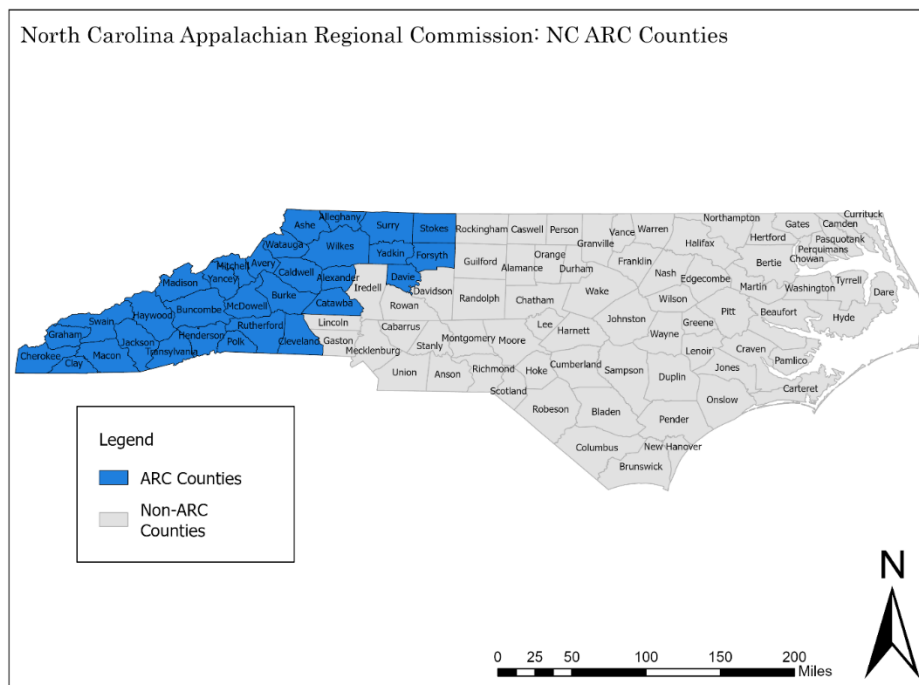 North Carolina Appalachian Regional Commission: NC ARC Counties
Alleghany
Ashe
Surry
Stokes
Rockingham
Caswell
Person
Vance
Warren
Northampton
Gates
Camden
Currituck
Watauga
Wilkes
Yadkin
Forsyth
Guilford
Alamance
Orange
Durham
Granville
Franklin
Halifax
Hertford
Pasquotank
Perquimans
Chowan
Bertie
Mitchell
Avery
Caldwell
Alexander
Davie
Iredell
Davidson
Madison
Yancey
Nash
Edgecombe
Martin
Washington
Tyrrell
Dare
Burke
Catawba
Rowan
Randolph
Chatham
Wake
Wilson
Haywood
Buncombe
McDowell
Pitt
Beaufort
Hyde
Swain
Rutherford
Lincoln
Cabarrus
Lee
Harnett
Johnston
Greene
Graham
Jackson
Henderson
Polk
Cleveland
Gaston
Stanly
Montgomery
Moore
Wayne
Lenoir
Craven
Pamlico
Cherokee
Clay
Macon
Transylvania
Mecklenburg
Union
Anson
Richmond
Hoke
Cumberland
Sampson
Duplin
Jones
Carteret
Scotland
Onslow
Robeson
Bladen
Pender
Columbus
New Hanover
Brunswick
Legend
ARC Counties
Non-ARC
Counties
N
0 25 50 100 150 200
Miles